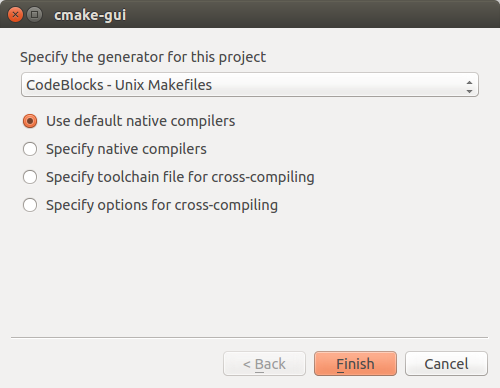 cmake-gui
Specify the generator for this project
CodeBlocks - Unix Makefiles
Use default native compilers
Specify native compilers
Specify toolchain file for cross-compiling
Specify options for cross-compiling
< Back Finish Cancel